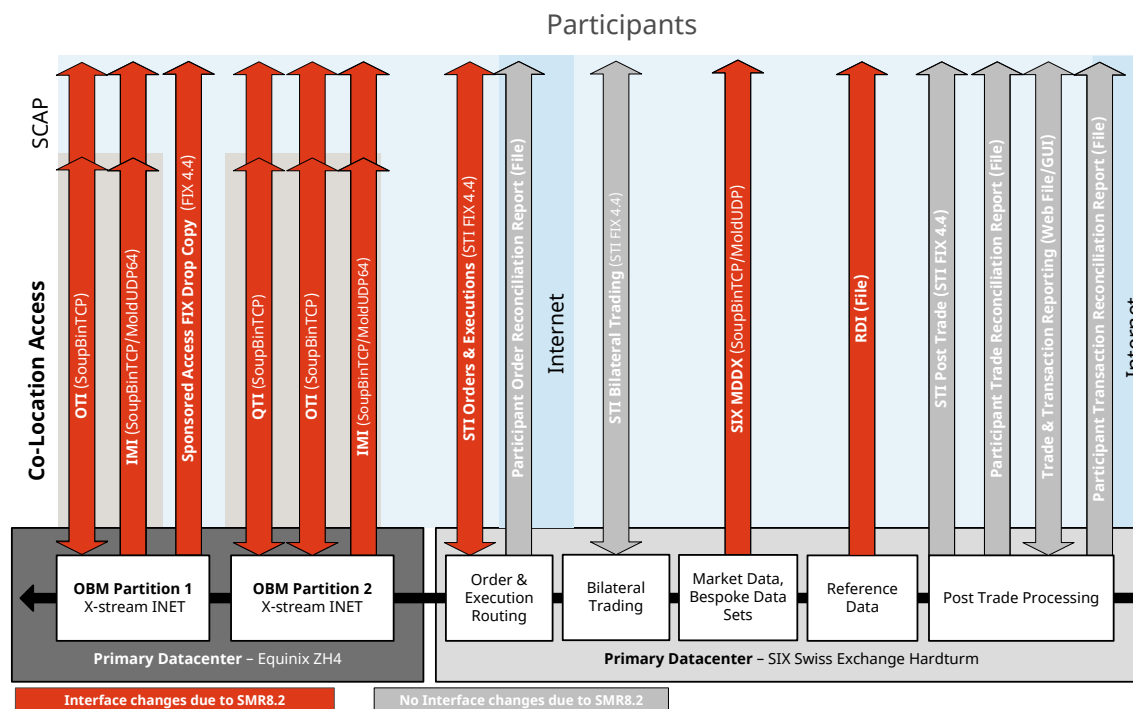 Participants
SCAP
Co-Location Access
OTI (SoupBinTCP)
IMI (SoupBinTCP/MoldUDP64)
Sponsored Access FIX Drop Copy (FIX 4.4)
QTI (SoupBinTCP)
OTI (SoupBinTCP)
IMI (SoupBinTCP/MoldUDP64)
STI Orders & Executions (STI FIX 4.4)
Participant Order Reconciliation Report (File)
Internet
STI Bilateral Trading (STI FIX 4.4)
SIX MDDX (SoupBinTCP/MoldUDP)
RDI (File)
STI Post Trade (STI FIX 4.4)
Participant Trade Reconciliation Report (File)
Trade & Transaction Reporting (Web File/GUI)
Participant Transaction Reconciliation Report (File)
Internet
OBM Partition 1
X-stream INET
OBM Partition 2
X-stream INET
Order &
Execution
Routing
Bilateral
Trading
Market Data,
Bespoke Data
Sets
Reference
Data
Post Trade Processing
Primary Datacenter – Equinix ZH4
Primary Datacenter – SIX Swiss Exchange Hardturm
Interface changes due to SMR8.2
No Interface changes due to SMR8.2